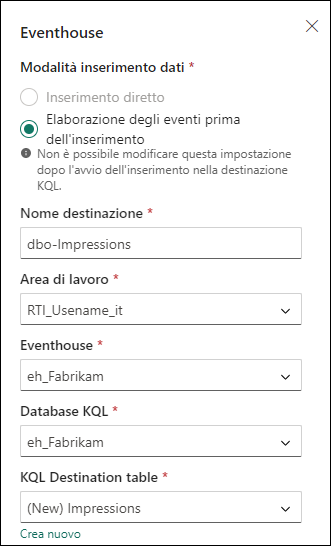 Eventhouse
Modalità inserimento dati *
Inserimento diretto
Elaborazione degli eventi prima
dell'inserimento
Non è possibile modificare questa impostazione
dopo l'avvio dell'inserimento nella destinazione
KQL.
Nome destinazione *
dbo-Impressions
Area di lavoro *
RTI_Usename_it
Eventhouse *
eh_Fabrikam
Database KQL *
eh_Fabrikam
KQL Destination table *
(New) Impressions
Crea nuovo